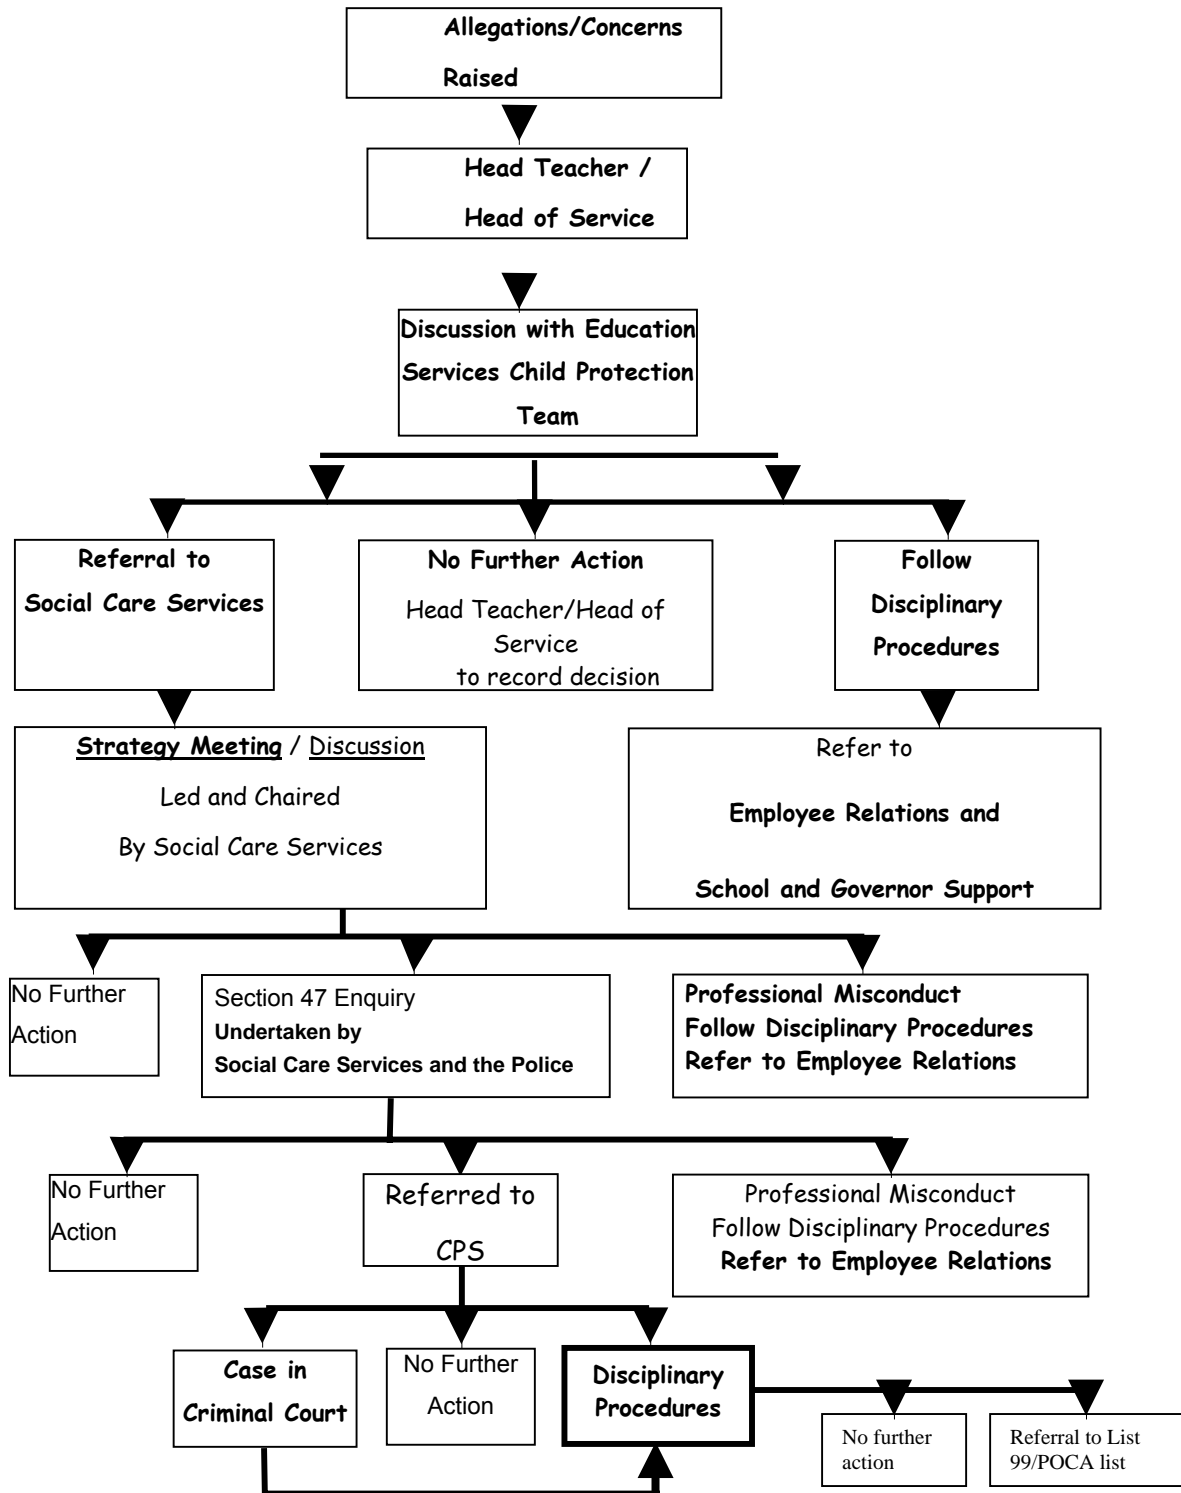 Allegations/Concerns
Raised
Head Teacher /
Head of Service
Discussion with Education
Services Child Protection
Team
Referral to
Social Care Services
No Further Action
Head Teacher/Head of
Service
to record decision
Follow
Disciplinary
Procedures
Strategy Meeting / Discussion
Led and Chaired
By Social Care Services
Refer to
Employee Relations and
School and Governor Support
No Further
Action
Section 47 Enquiry
Undertaken by
Social Care Services and the Police
Professional Misconduct
Follow Disciplinary Procedures
Refer to Employee Relations
No Further
Action
Referred to
CPS
Professional Misconduct
Follow Disciplinary Procedures
Refer to Employee Relations
Case in
Criminal Court
No Further
Action
Disciplinary
Procedures
No further
action
Referral to List
99/POCA list